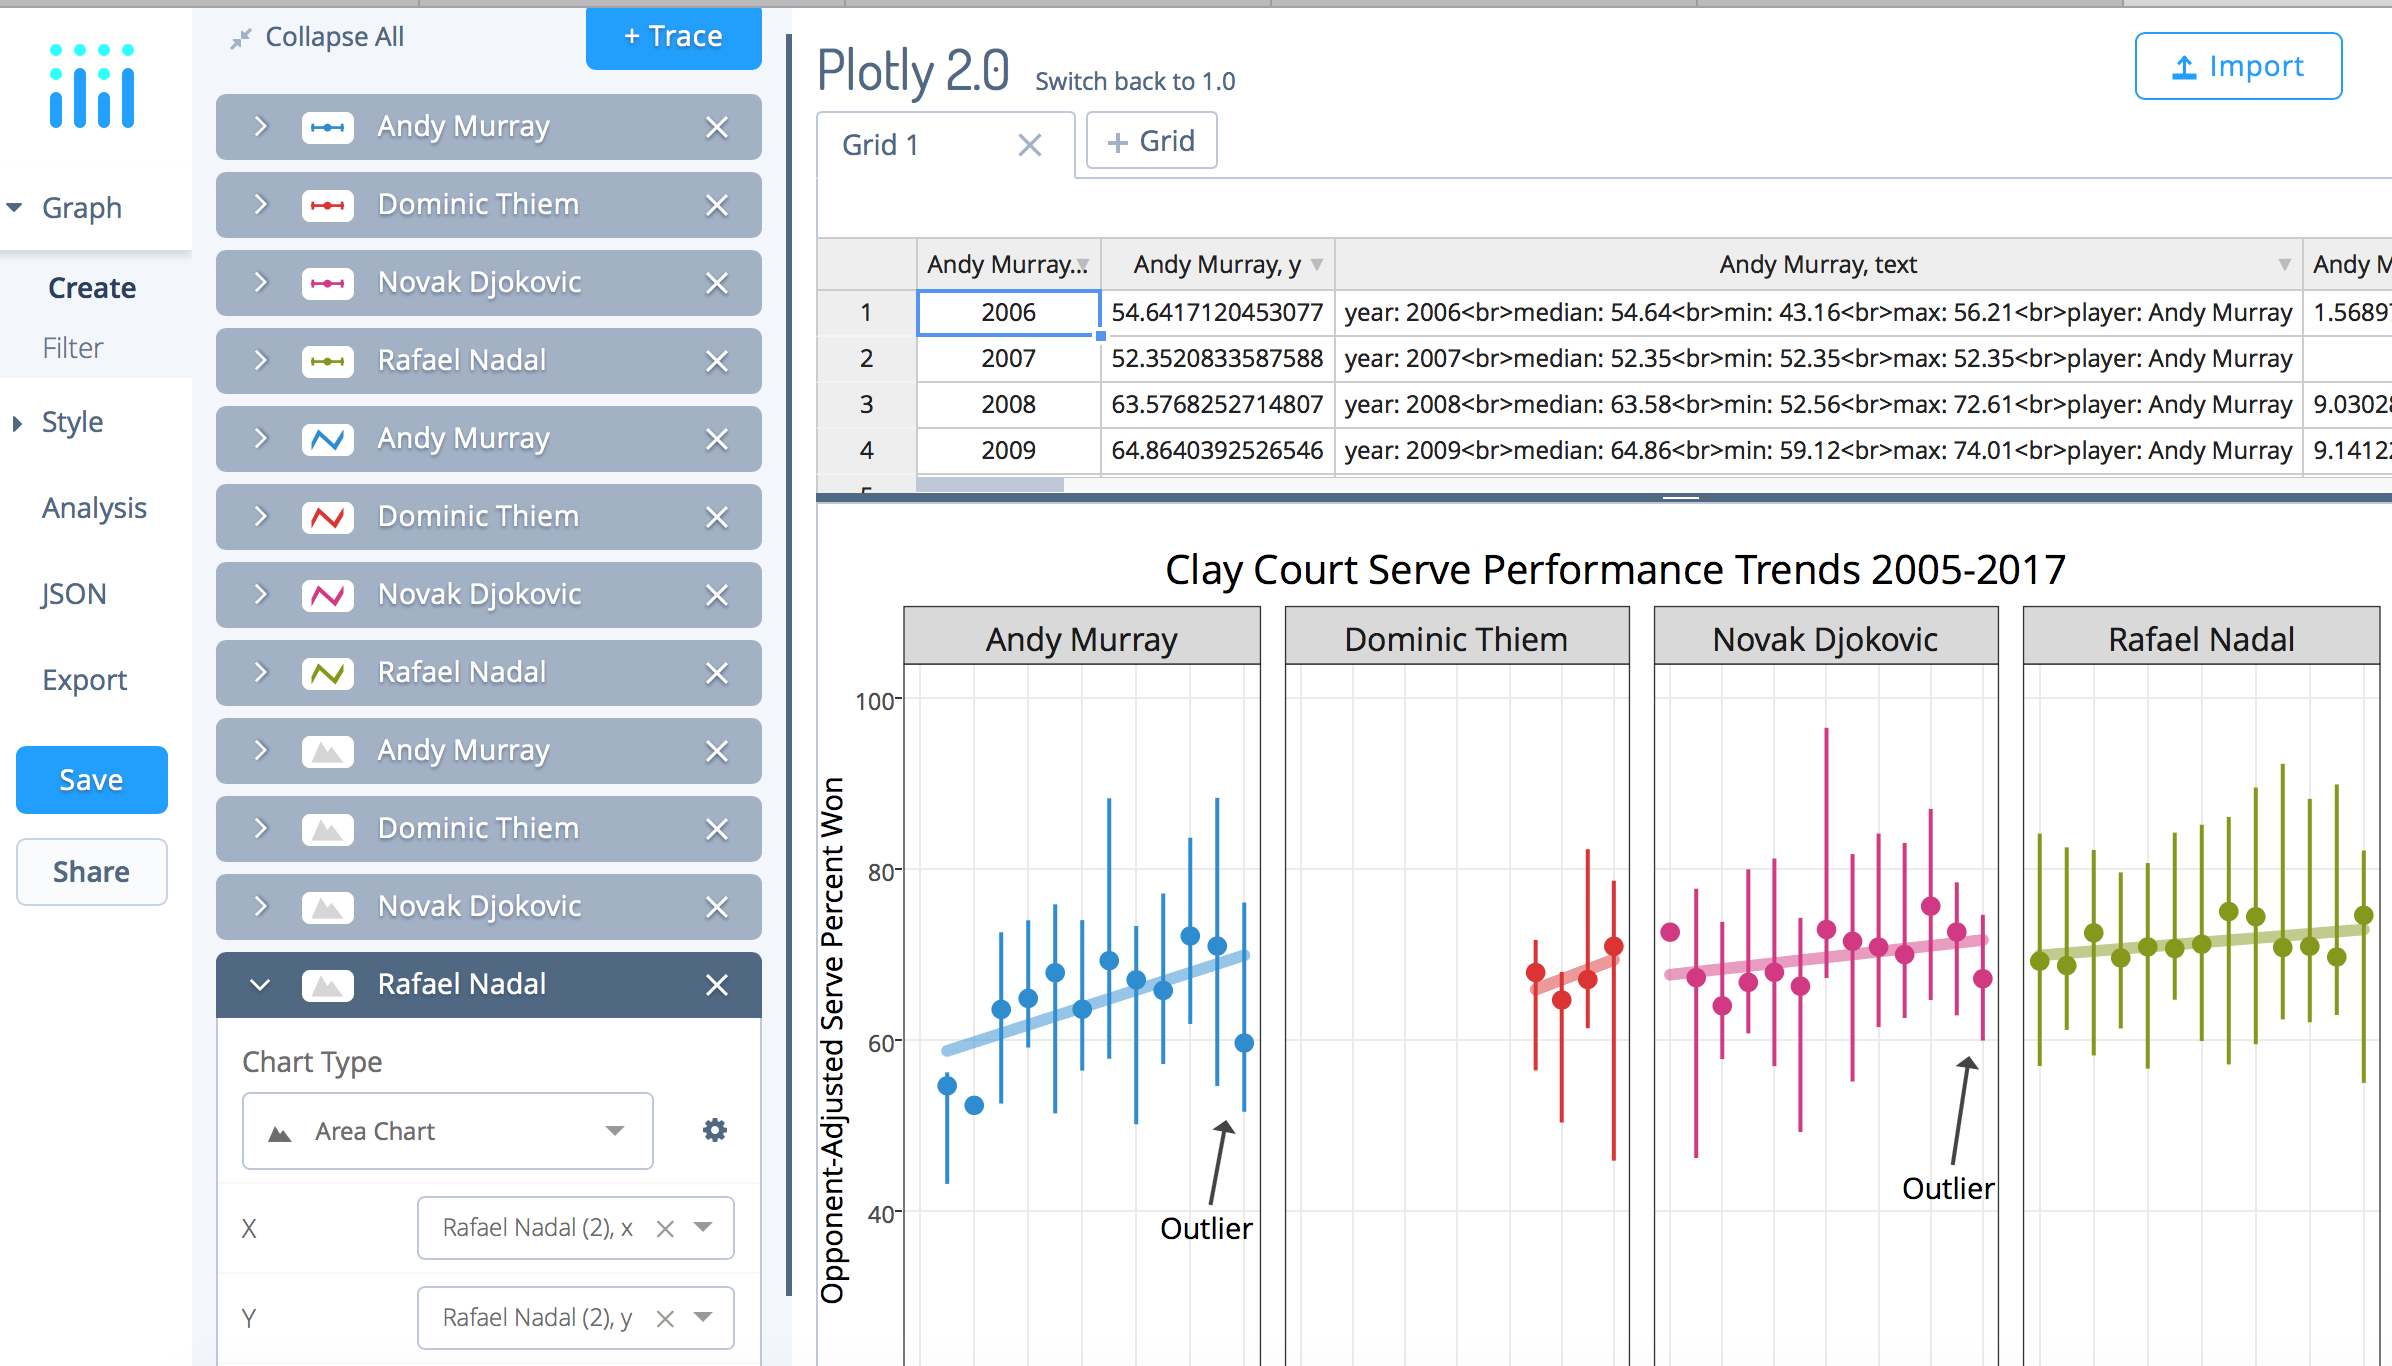 Collapse All
+ Trace
Andy Murray
Dominic Thiem
Novak Djokovic
Rafael Nadal
Andy Murray
Dominic Thiem
Novak Djokovic
Rafael Nadal
Andy Murray
Dominic Thiem
Novak Djokovic
Rafael Nadal
Chart Type
Area Chart
X
Rafael Nadal (2), x
Y
Rafael Nadal (2), y
Graph
Create
Filter
Style
Analysis
JSON
Export
Save
Share
Plotly 2.0
Switch back to 1.0
Import
Grid 1
+ Grid
Andy Murray... Andy Murray, y Andy Murray, text Andy M
1 2006 54.6417120453077 year: 2006<br>median: 54.64<br>min: 43.16<br>max: 56.21<br>player: Andy Murray 1.5689
2 2007 52.3520833587588 year: 2007<br>median: 52.35<br>min: 52.35<br>max: 52.35<br>player: Andy Murray
3 2008 63.5768252714807 year: 2008<br>median: 63.58<br>min: 52.56<br>max: 72.61<br>player: Andy Murray 9.0302
4 2009 64.8640392526546 year: 2009<br>median: 64.86<br>min: 59.12<br>max: 74.01<br>player: Andy Murray 9.1412
Clay Court Serve Performance Trends 2005-2017
Andy Murray
Dominic Thiem
Novak Djokovic
Rafael Nadal
Opponent-Adjusted Serve Percent Won
100
80
60
40
Outlier
Outlier